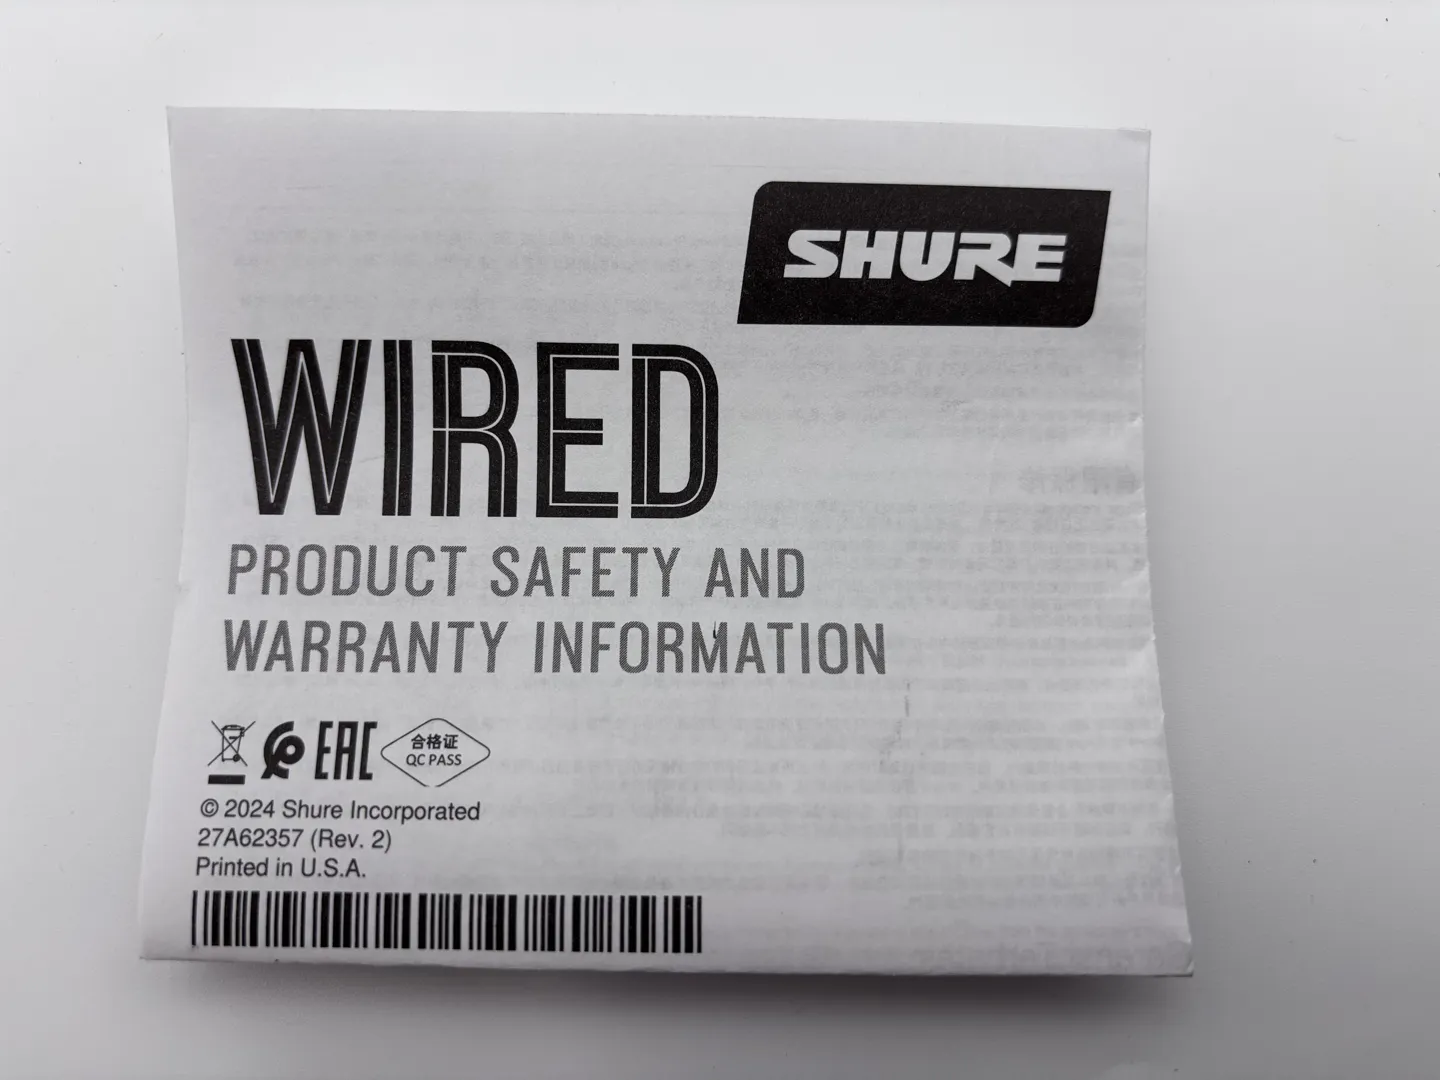 SHURE
WIRED
PRODUCT SAFETY AND
WARRANTY INFORMATION
EAC
合格证
QC PASS
© 2024 Shure Incorporated
27A62357 (Rev. 2)
Printed in U.S.A.